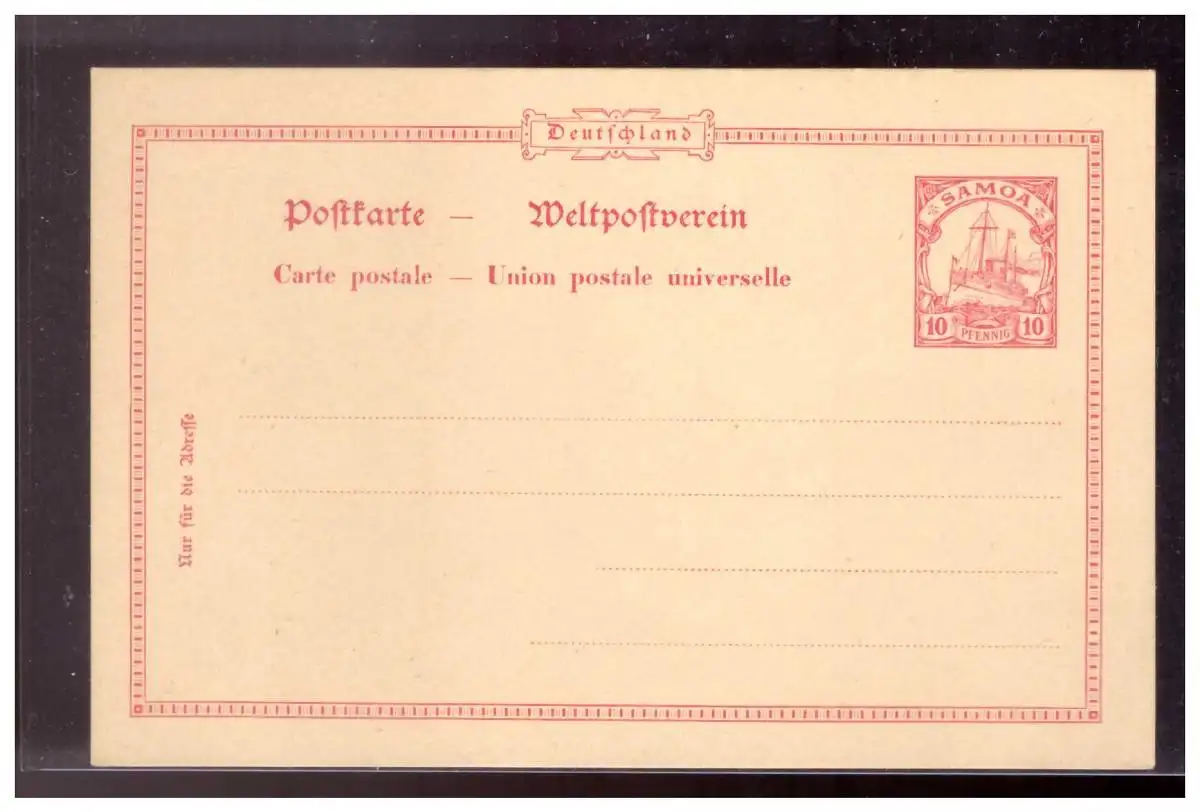 Deutschland
Postkarte — Weltpostverein
Carte postale — Union postale universelle
SAMOA
10 PFENNIG 10
Nur für die Adresse